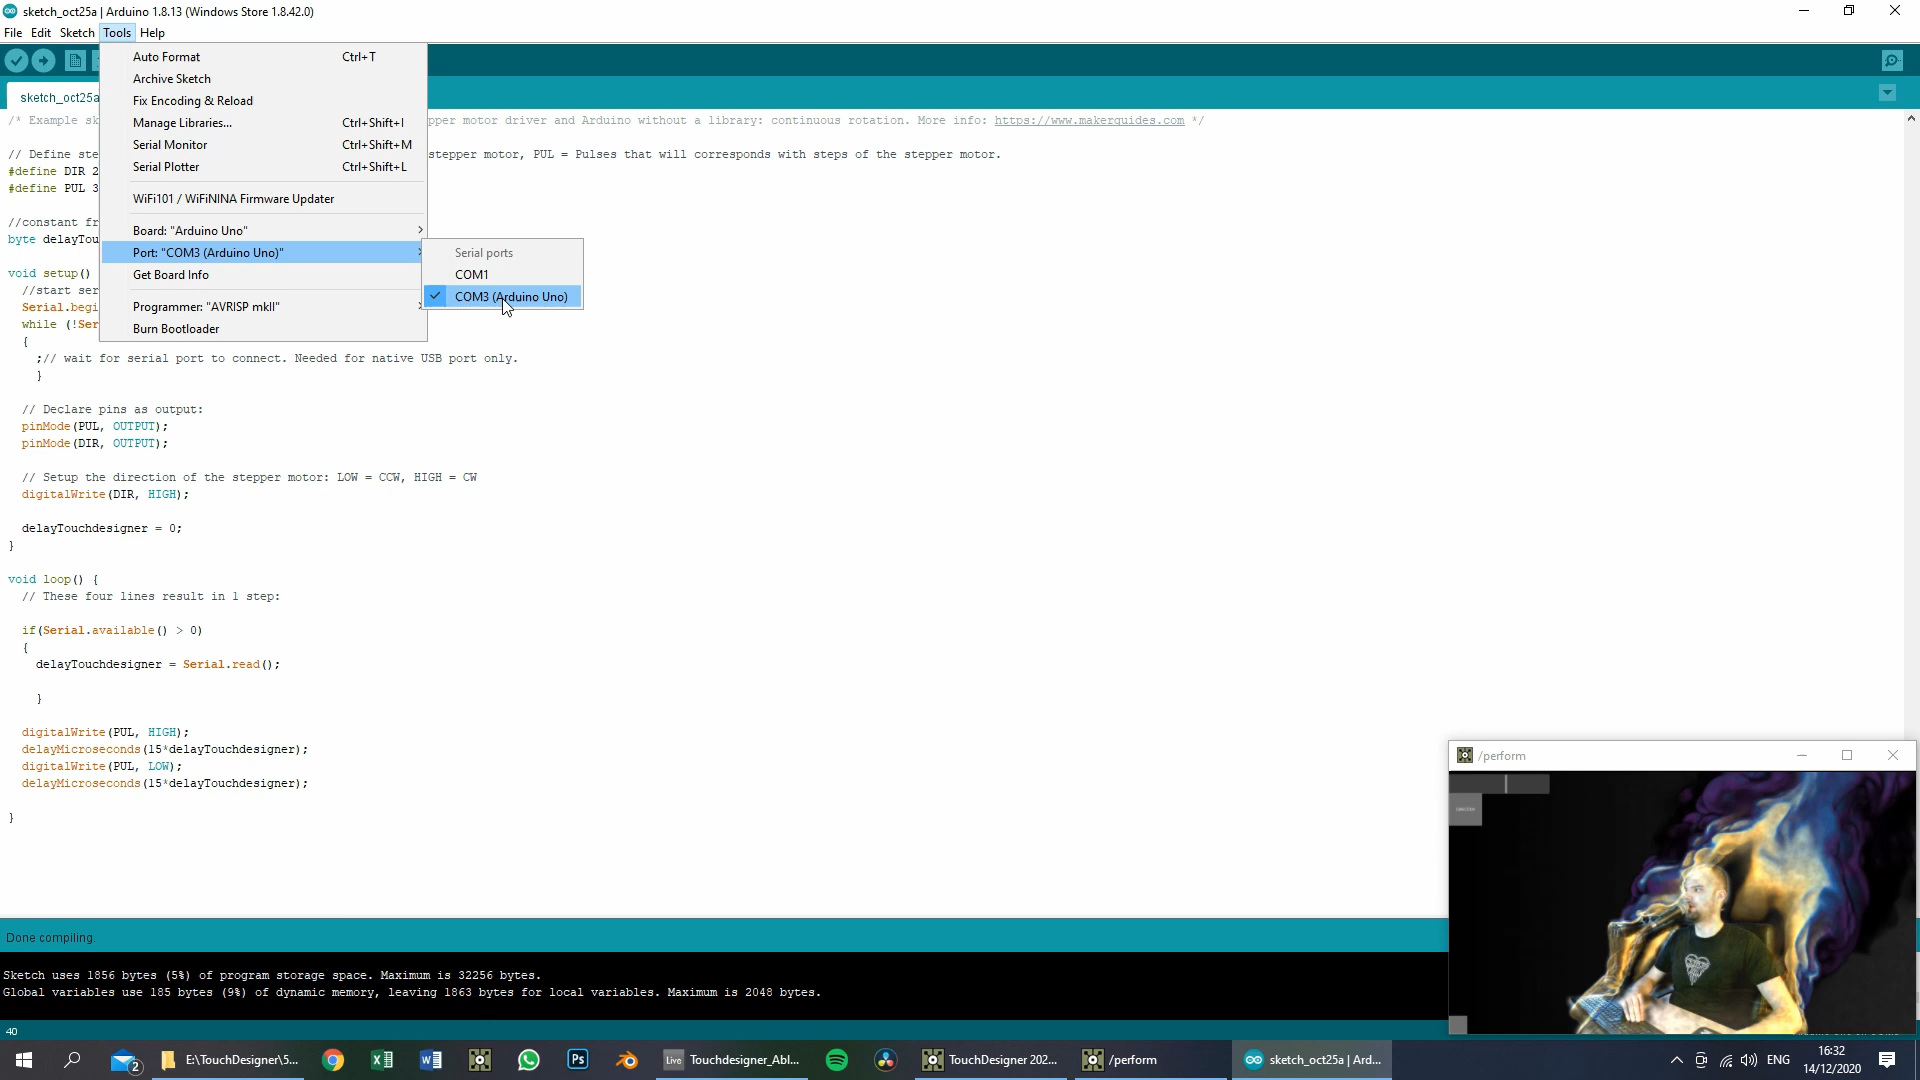 sketch_oct25a | Arduino 1.8.13 (Windows Store 1.8.42.0)
File Edit Sketch Tools Help
Auto Format Ctrl+T
Archive Sketch
Fix Encoding & Reload
Manage Libraries... Ctrl+Shift+I
Serial Monitor Ctrl+Shift+M
Serial Plotter Ctrl+Shift+L
WiFi101 / WiFiNINA Firmware Updater
Board: "Arduino Uno"
Port: "COM3 (Arduino Uno)"
Get Board Info
Programmer: "AVRISP mkII"
Burn Bootloader
Serial ports
COM1
COM3 (Arduino Uno)
sketch_oct25a
/* Example sk pper motor driver and Arduino without a library: continuous rotation. More info: https://www.makerguides.com */
// Define ste stepper motor, PUL = Pulses that will corresponds with steps of the stepper motor.
#define DIR 2
#define PUL 3
//constant fr
byte delayTou
void setup()
//start ser
Serial.begi
while (!Ser
{
;// wait for serial port to connect. Needed for native USB port only.
}
// Declare pins as output:
pinMode(PUL, OUTPUT);
pinMode(DIR, OUTPUT);
// Setup the direction of the stepper motor: LOW = CCW, HIGH = CW
digitalWrite(DIR, HIGH);
delayTouchdesigner = 0;
}
void loop() {
// These four lines result in 1 step:
if(Serial.available() > 0)
{
delayTouchdesigner = Serial.read();
}
digitalWrite(PUL, HIGH);
delayMicroseconds(15*delayTouchdesigner);
digitalWrite(PUL, LOW);
delayMicroseconds(15*delayTouchdesigner);
}
/perform
Done compiling.
Sketch uses 1856 bytes (5%) of program storage space. Maximum is 32256 bytes.
Global variables use 185 bytes (9%) of dynamic memory, leaving 1863 bytes for local variables. Maximum is 2048 bytes.
40
2 E:\TouchDesigner\5... Ps Live Touchdesigner_Abl... TouchDesigner 202... /perform sketch_oct25a | Ard... ENG
16:32
14/12/2020